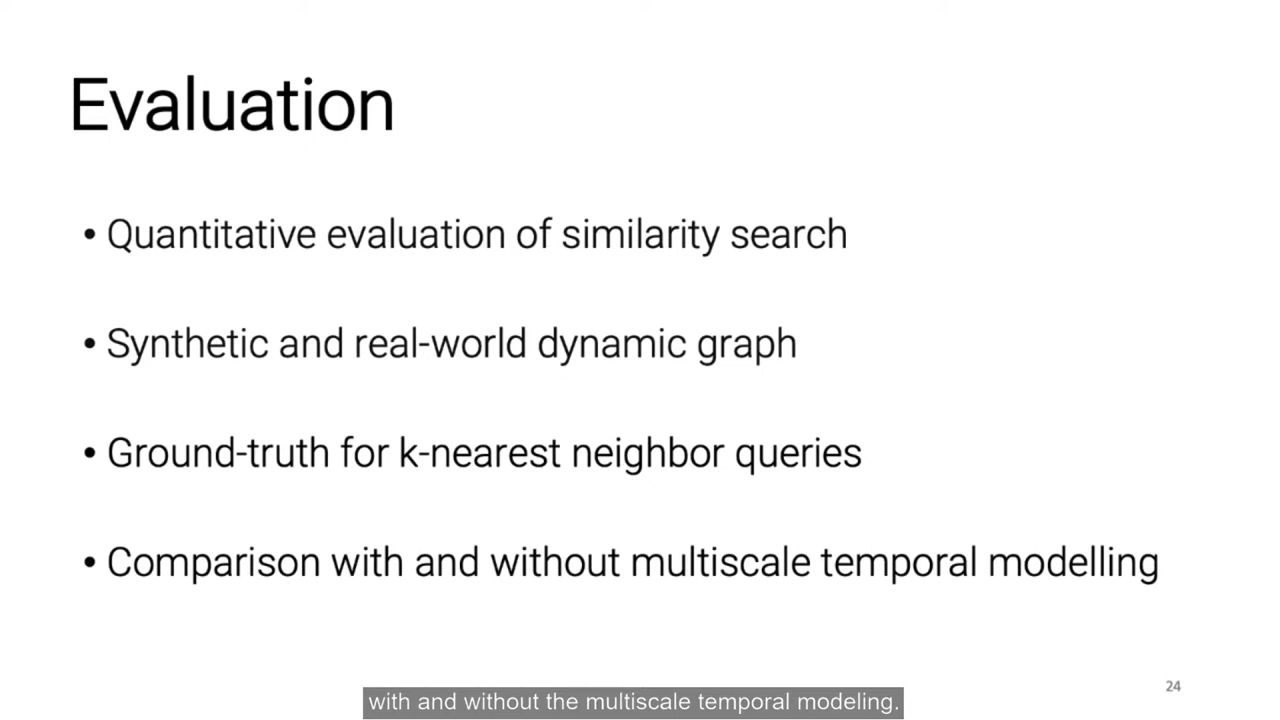 Evaluation
• Quantitative evaluation of similarity search
• Synthetic and real-world dynamic graph
• Ground-truth for k-nearest neighbor queries
• Comparison with and without multiscale temporal modelling
24
with and without the multiscale temporal modeling.